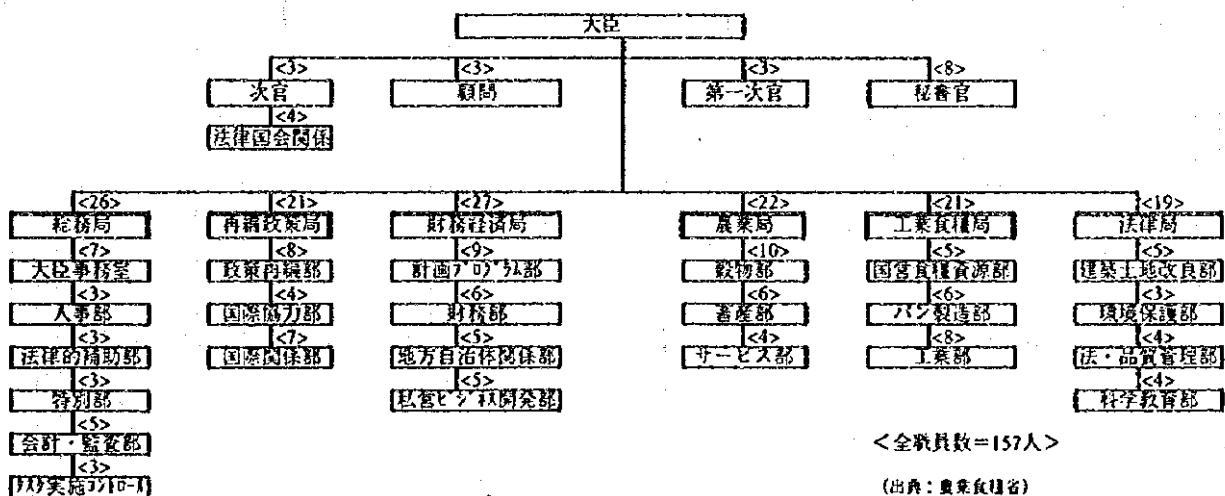 大臣
<3> <3> <3> <8>
次官 顧問 第一次官 秘書官
<4>
法律国会関係
<26> <21> <27> <22> <21> <19>
総務局 再編政策局 財務経済局 農業局 工業食糧局 法律局
<7> <8> <9> <10> <5> <5>
大臣事務室 政策再編部 計画プログラム部 穀物部 国営食糧資源部 建築土地改良部
<3> <4> <6> <6> <6> <3>
人事部 国際協力部 財務部 畜産部 パン製造部 環境保護部
<3> <7> <5> <4> <8> <4>
法律的補助部 国際関係部 地方自治体関係部 サービス部 工業部 法・品質管理部
<3> <5> <4>
特別部 私営ビジネス開発部 科学教育部
<5>
会計・監査部
<3>
実施コントロール
<全職員数=157人>
(出典:農業食糧省)